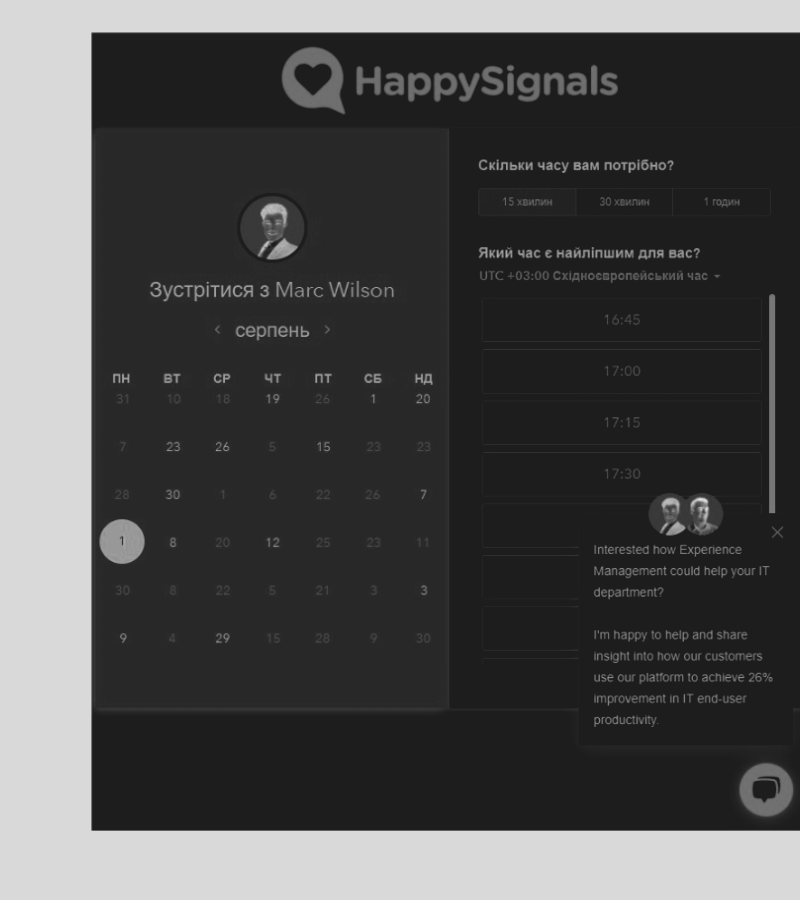 HappySignals
Зустрітися з Marc Wilson
серпень
ПН ВТ СР ЧТ ПТ СБ НД
31 10 18 19 26 1 20
7 23 26 5 15 23 23
28 30 1 6 22 26 7
1 8 20 12 25 23 11
30 8 22 5 21 3 3
9 4 29 15 28 9 30
Скільки часу вам потрібно?
15 хвилин 30 хвилин 1 годин
Який час є найліпшим для вас?
UTC +03:00 Східноєвропейський час
16:45
17:00
17:15
17:30
Interested how Experience
Management could help your IT
department?
I'm happy to help and share
insight into how our customers
use our platform to achieve 26%
improvement in IT end-user
productivity.